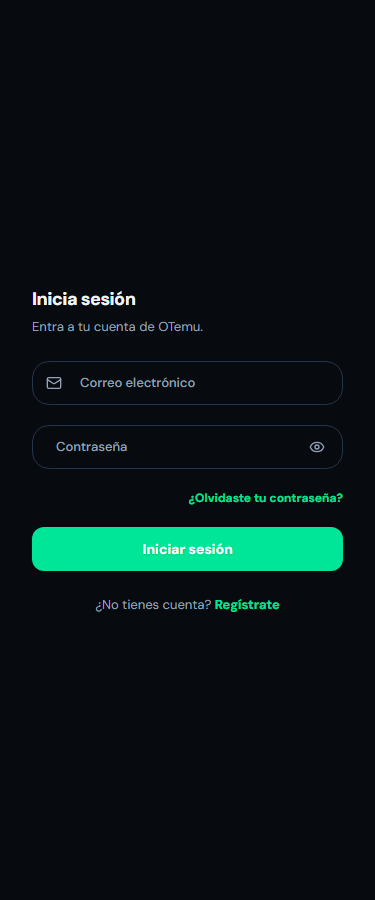 Inicia sesión
Entra a tu cuenta de OTemu.
Correo electrónico
Contraseña
¿Olvidaste tu contraseña?
Iniciar sesión
¿No tienes cuenta? Regístrate